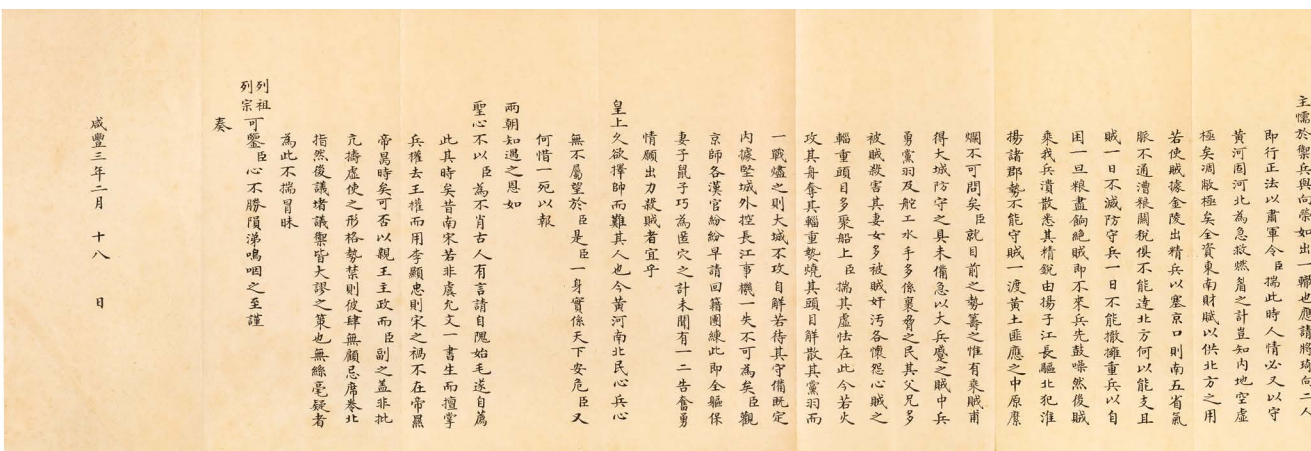 主懦於禦兵與向榮如出一轍也應請將琦向二人
即行正法以肅軍令臣揣此時人情必又以守
黃河固河北為急救燃眉之計豈知内地空虛
極矣凋敝極矣全資東南財賦以供北方之用
若使賊據金陵出精兵以塞京口則南五省氣
脈不通漕粮關稅俱不能達北方何以能支且
賊一日不滅防守兵一日不能撤擁重兵以自
困一旦粮盡餉絶賊即不來兵先鼓噪然後賊
乘我兵潰散悉其精銳由揚子江長驅北犯淮
揚諸郡勢不能守賊一渡黃土匪應之中原糜
爛不可問矣臣就目前之勢籌之惟有乘賊甫
得大城防守之具未備急以大兵蹙之賊中兵
勇黨羽及舵工水手多係裹脅之民其父兄多
被賊殺害其妻女多被賊奸污各懷怨心賊之
輜重頭目多聚船上臣揣其虛怯在此今若火
攻其舟奪其輜重㷟燒其頭目解散其黨羽而
一戰燼之則大城不攻自解若待其守備既定
内據堅城外控長江事機一失不可為矣臣觀
京師各漢官紛紛早請回籍團練此即全軀保
妻子鼠子巧為匿穴之計未聞有一二告奮勇
情願出力殺賊者宜乎
皇上久欲擇帥而難其人也今黃河南北民心兵心
無不屬望於臣是臣一身實係天下安危臣又
何惜一死以報
兩朝知遇之恩如
聖心不以臣為不肖古人有言請自隗始毛遂自薦
此其時矣昔南宋若非虞允文一書生而擅掌
兵權去王權而用李顯忠則宋之禍不在帝㬎
帝昺時矣可否以親王主政而臣副之蓋非批
亢擣虛使之形格勢禁則彼肆無顧忌席卷北
指然後議堵議禦皆大謬之策也無絲毫疑者
為此不揣冒昧
列祖
列宗可鑒臣心不勝隕涕嗚咽之至謹
奏
咸豐三年二月 十八 日